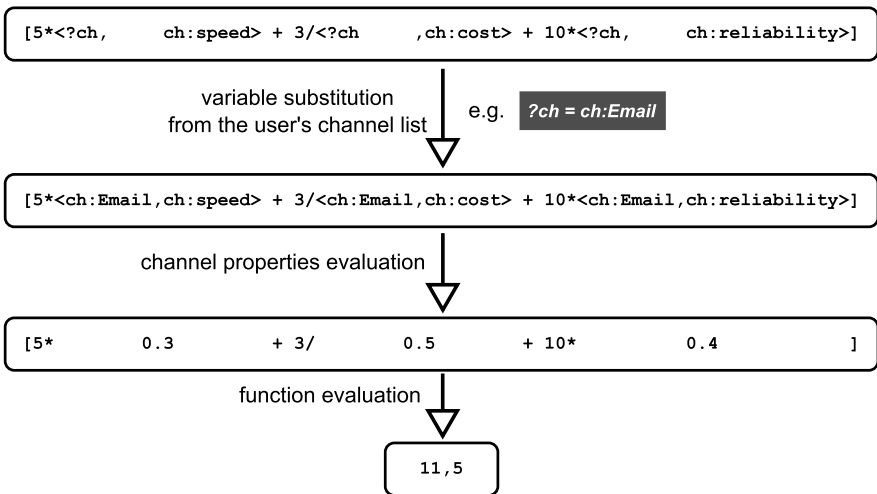 [5*<?ch, ch:speed> + 3/<?ch ,ch:cost> + 10*<?ch, ch:reliability>]
variable substitution
from the user's channel list
e.g.
?ch = ch:Email
[5*<ch:Email,ch:speed> + 3/<ch:Email,ch:cost> + 10*<ch:Email,ch:reliability>]
channel properties evaluation
[5* 0.3 + 3/ 0.5 + 10* 0.4 ]
function evaluation
11,5